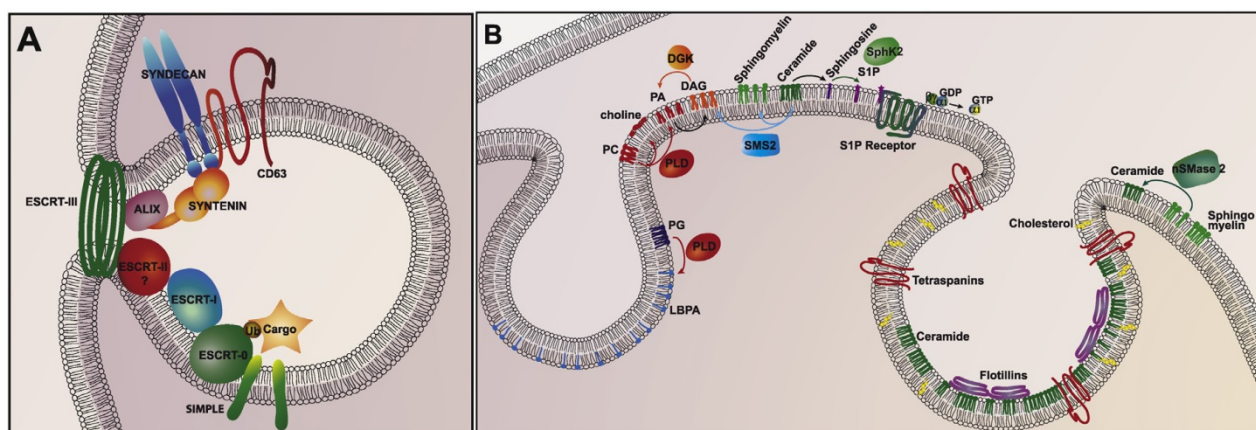 A
SYNDECAN
CD63
ESCRT-III
ALIX
SYNTENIN
ESCRT-II
?
ESCRT-I
Ub
Cargo
ESCRT-0
SIMPLE
B
DGK
Sphingomyelin
Ceramide
Sphingosine
SphK2
S1P
PA
DAG
GDP
GTP
αi
choline
PC
PLD
SMS2
S1P Receptor
Ceramide
nSMase 2
PG
PLD
Cholesterol
Sphingo
myelin
Tetraspanins
LBPA
Ceramide
Flotillins